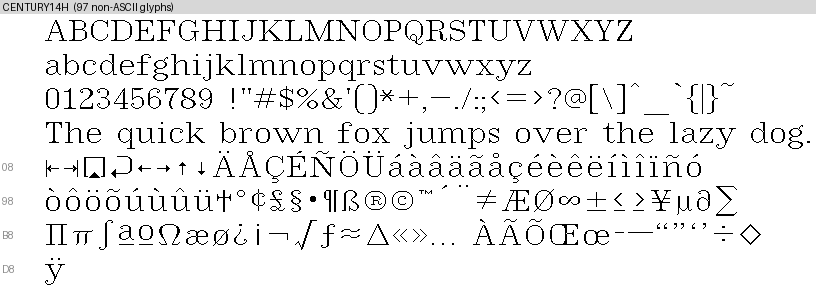 CENTURY14H (97 non-ASCII glyphs)
ABCDEFGHIJKLMNOPQRSTUVWXYZ
abcdefghijklmnopqrstuvwxyz
0123456789 !"#$%&'()*+,-./:;<=>?@[\]^_`{|}~
The quick brown fox jumps over the lazy dog.
08 ⇤⇥❏⮐←→↑↓ÄÅÇÉÑÖÜáàâäãåçéèêëíìîïñó
98 òôöõúùûü†°¢£§•¶ß®©™´¨≠ÆØ∞±≤≥¥µ∂∑
B8 ∏π∫ªºΩæø¿¡¬√ƒ≈∆«»… ÀÃÕŒœ–—“”‘’÷◇
D8 ÿ